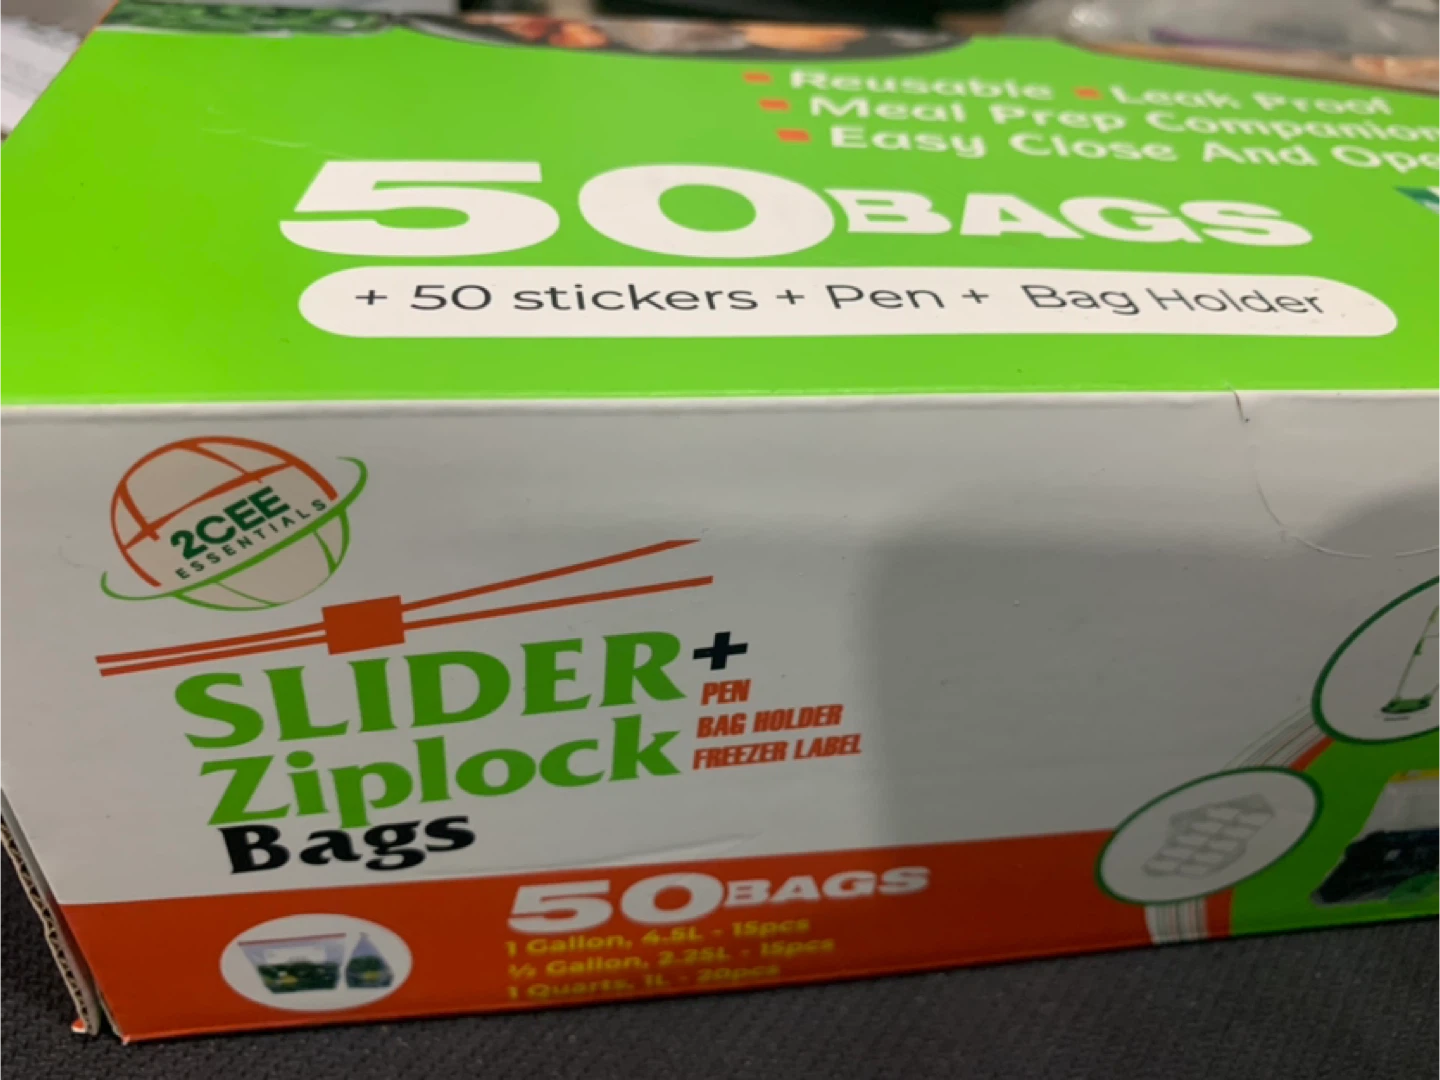 Reusable Leak Proof
Meal Prep Companion
Easy Close And
50 BAGS
+ 50 stickers + Pen + Bag Holder
2CEE
ESSENTIALS
SLIDER+
Ziplock
Bags
PEN
BAG HOLDER
FREEZER LABEL
50 BAGS
1 Gallon, 4.5L - 15pcs
½ Gallon, 2.25L - 15pcs
1 Quarts, 1L - 20pcs